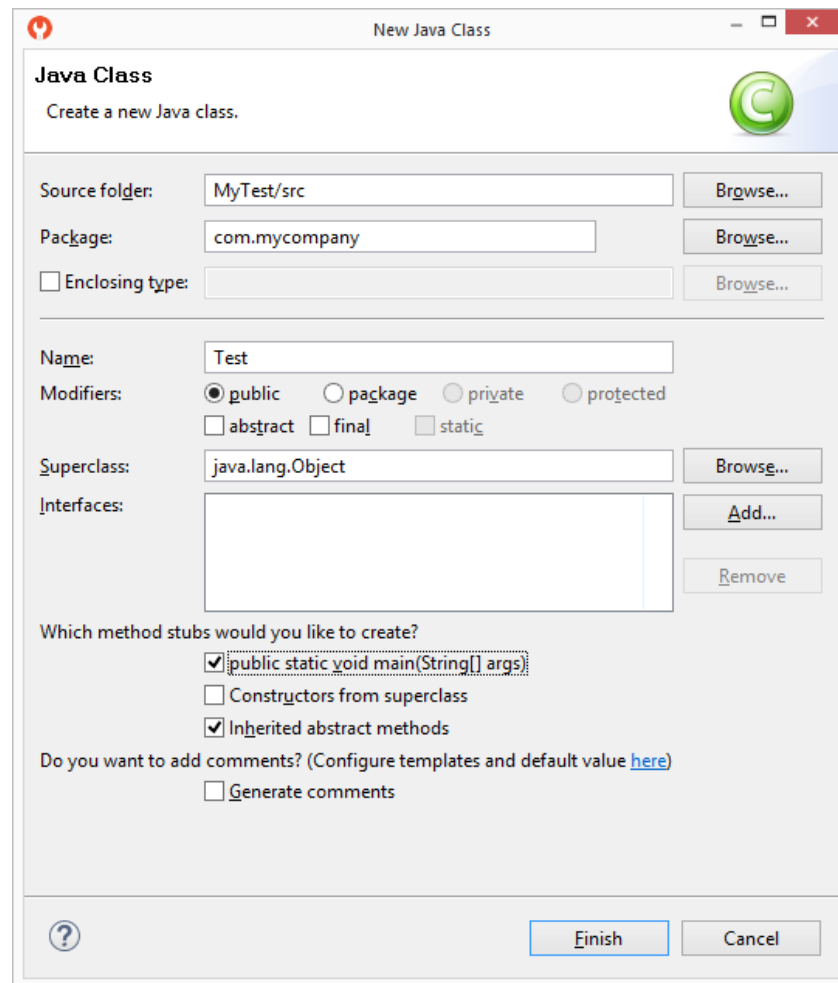 New Java Class
Java Class
Create a new Java class.
Source folder: MyTest/src Browse...
Package: com.mycompany Browse...
Enclosing type: Browse...
Name: Test
Modifiers: public package private protected
abstract final static
Superclass: java.lang.Object Browse...
Interfaces: Add...
Remove
Which method stubs would you like to create?
public static void main(String[] args)
Constructors from superclass
Inherited abstract methods
Do you want to add comments? (Configure templates and default value here)
Generate comments
? Finish Cancel